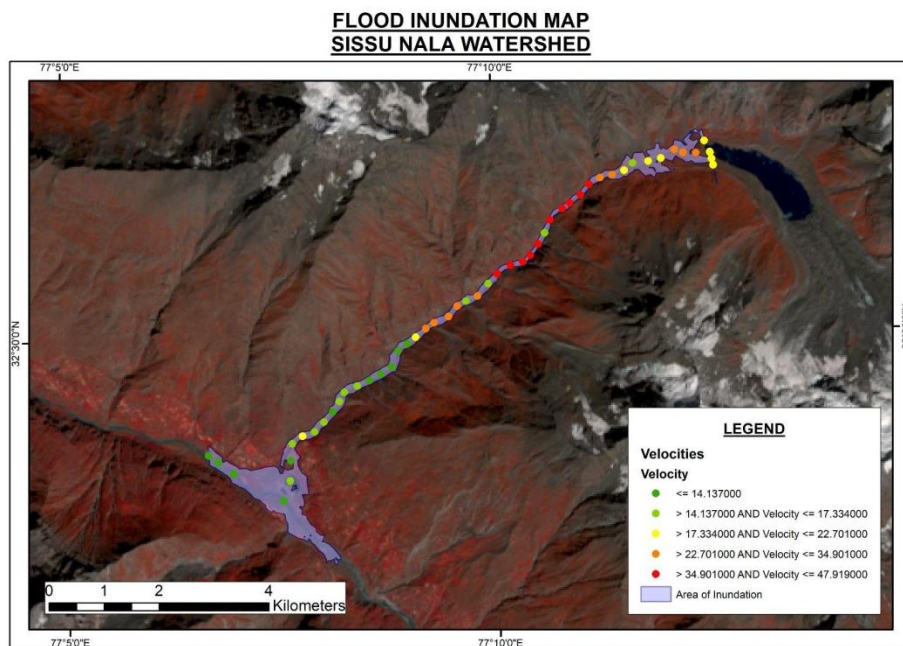 FLOOD INUNDATION MAP
SISSU NALA WATERSHED
77°5'0"E
77°10'0"E
32°30'0"N
LEGEND
Velocities
Velocity
<= 14.137000
> 14.137000 AND Velocity <= 17.334000
> 17.334000 AND Velocity <= 22.701000
> 22.701000 AND Velocity <= 34.901000
> 34.901000 AND Velocity <= 47.919000
Area of Inundation
0 1 2 4
Kilometers
77°5'0"E
77°10'0"E